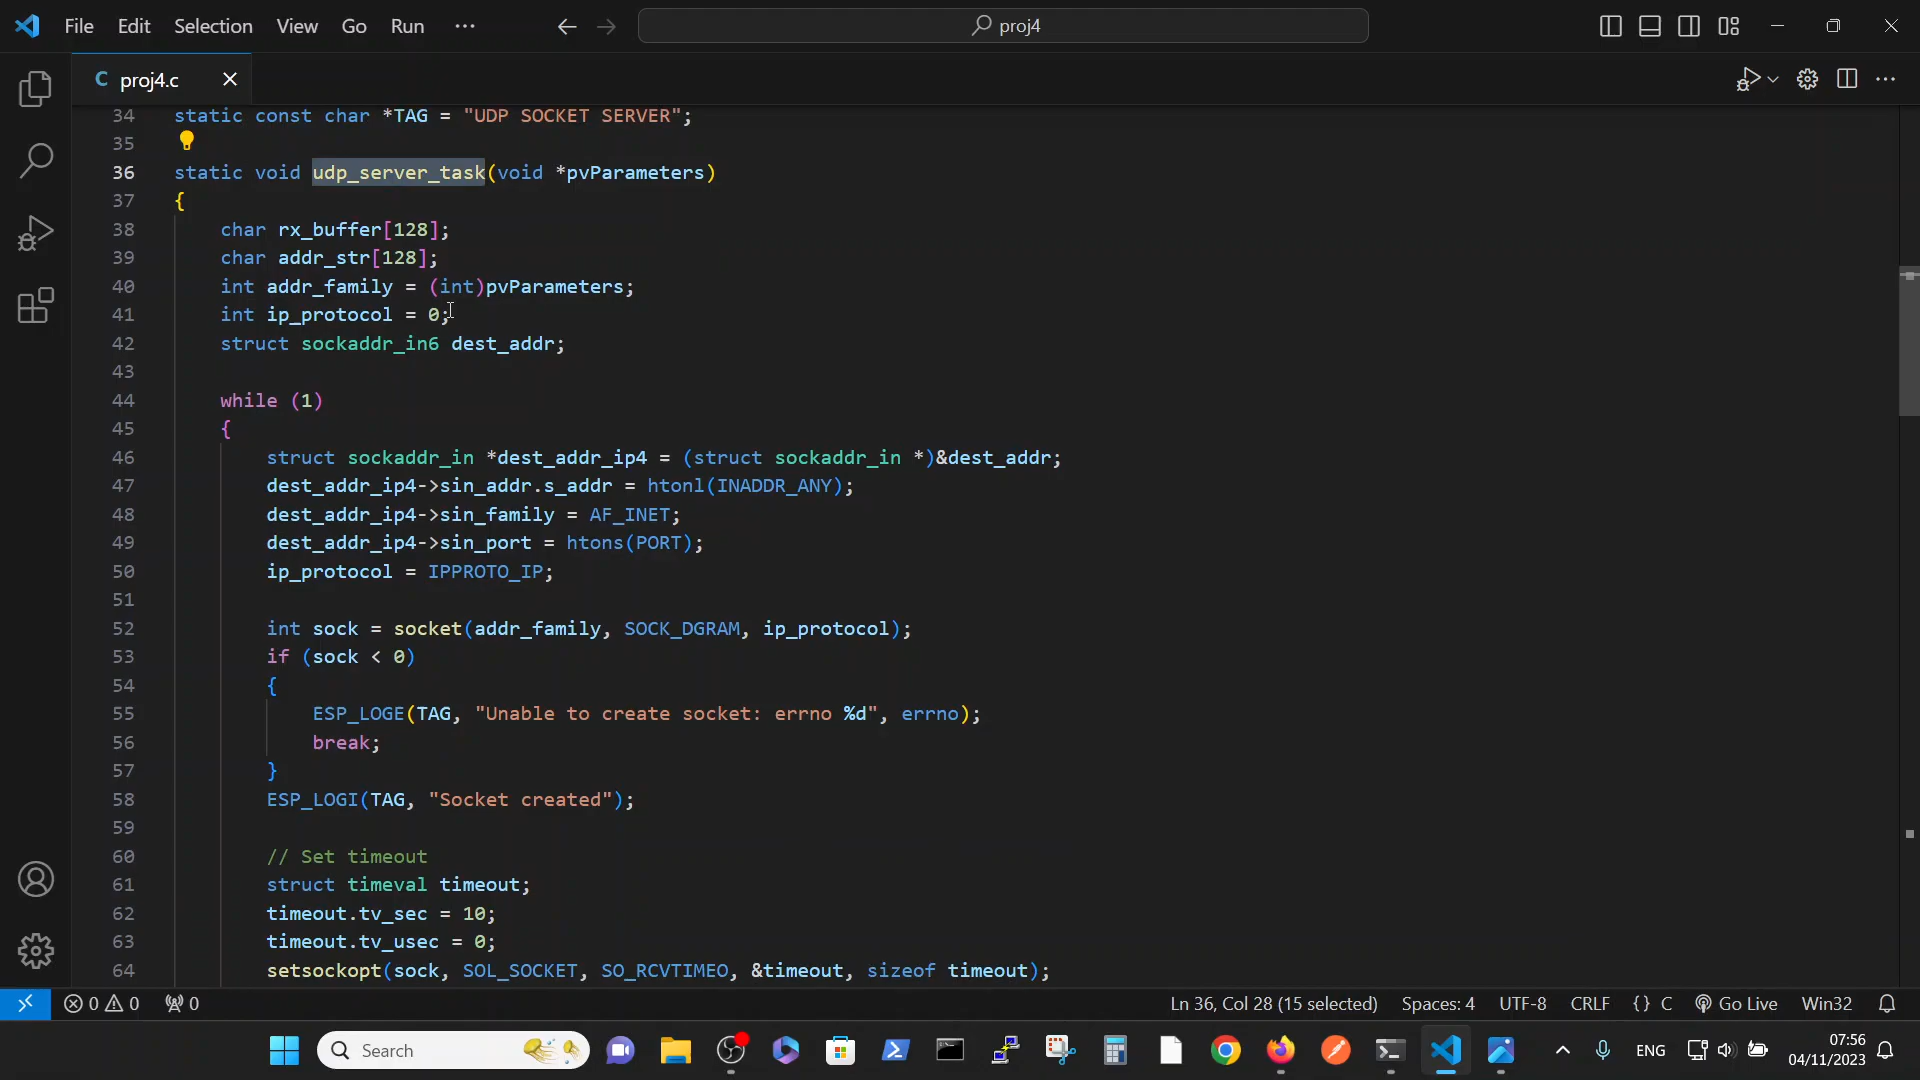 File Edit Selection View Go Run ··· proj4
C proj4.c
34 static const char *TAG = "UDP SOCKET SERVER";
35
36 static void udp_server_task(void *pvParameters)
37 {
38     char rx_buffer[128];
39     char addr_str[128];
40     int addr_family = (int)pvParameters;
41     int ip_protocol = 0;
42     struct sockaddr_in6 dest_addr;
43
44     while (1)
45     {
46         struct sockaddr_in *dest_addr_ip4 = (struct sockaddr_in *)&dest_addr;
47         dest_addr_ip4->sin_addr.s_addr = htonl(INADDR_ANY);
48         dest_addr_ip4->sin_family = AF_INET;
49         dest_addr_ip4->sin_port = htons(PORT);
50         ip_protocol = IPPROTO_IP;
51
52         int sock = socket(addr_family, SOCK_DGRAM, ip_protocol);
53         if (sock < 0)
54         {
55             ESP_LOGE(TAG, "Unable to create socket: errno %d", errno);
56             break;
57         }
58         ESP_LOGI(TAG, "Socket created");
59
60         // Set timeout
61         struct timeval timeout;
62         timeout.tv_sec = 10;
63         timeout.tv_usec = 0;
64         setsockopt(sock, SOL_SOCKET, SO_RCVTIMEO, &timeout, sizeof timeout);
0 0 0 Ln 36, Col 28 (15 selected) Spaces: 4 UTF-8 CRLF {} C Go Live Win32
Search ENG 07:56
04/11/2023